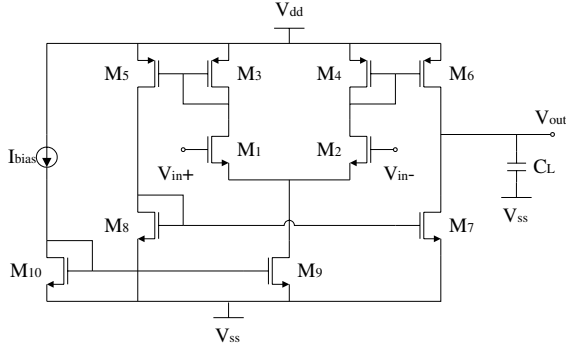 Vdd
M5
M3
M4
M6
Vout
M1
M2
Ibias
Vin+
Vin-
CL
M8
M7
Vss
M10
M9
Vss